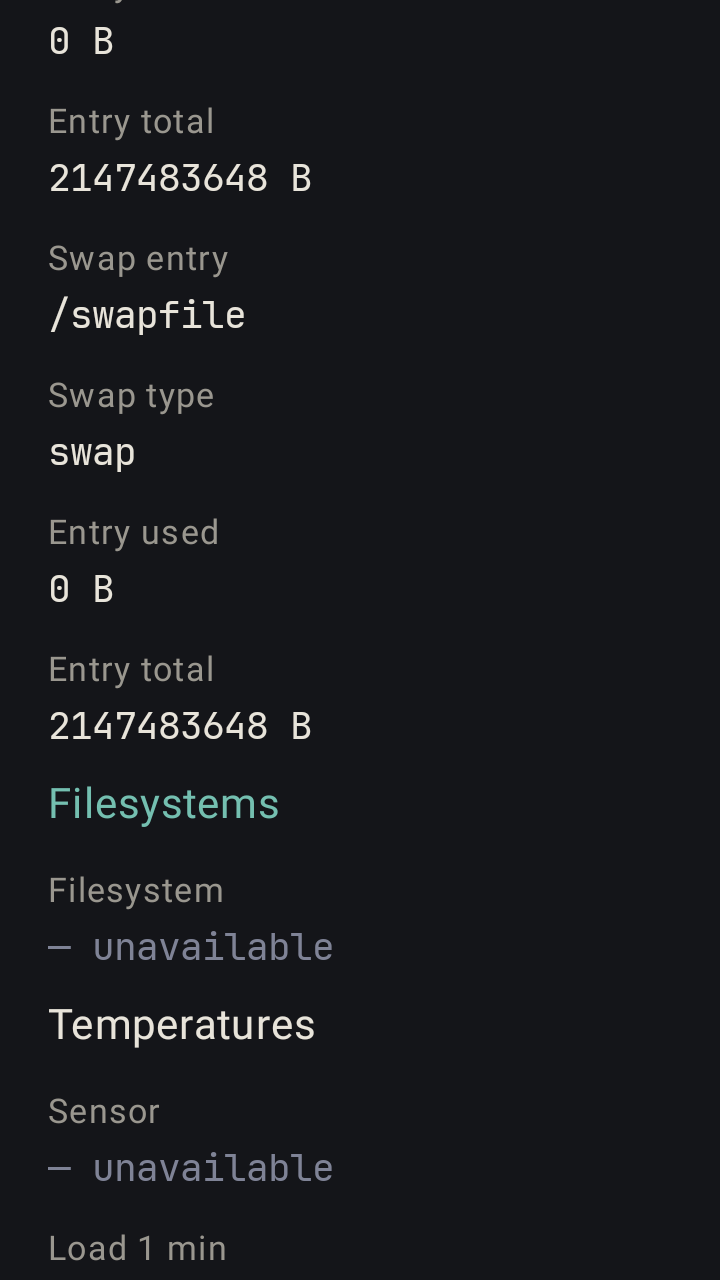 0 B
Entry total
2147483648 B
Swap entry
/swapfile
Swap type
swap
Entry used
0 B
Entry total
2147483648 B
Filesystems
Filesystem
— unavailable
Temperatures
Sensor
— unavailable
Load 1 min